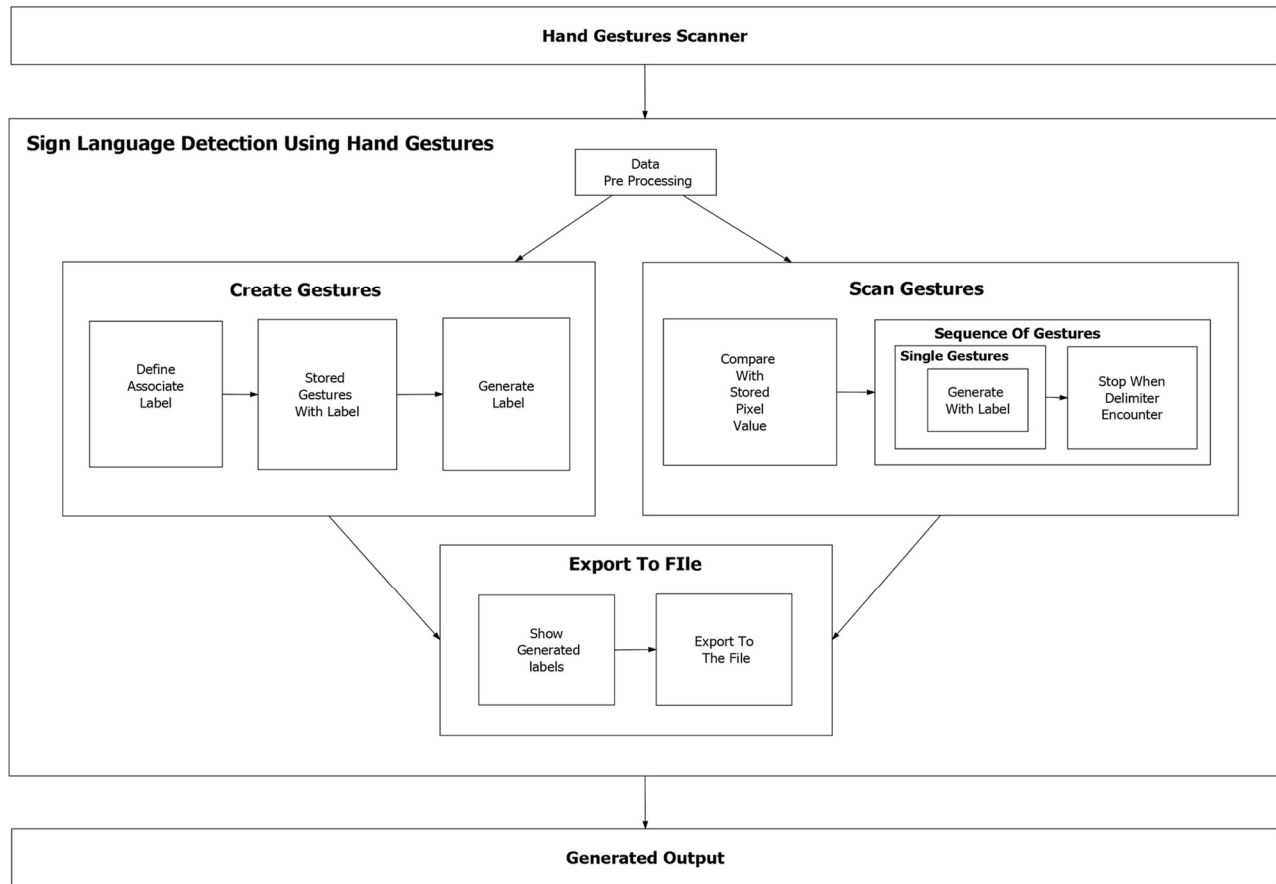 Hand Gestures Scanner
Sign Language Detection Using Hand Gestures
Data
Pre Processing
Create Gestures
Define
Associate
Label
Stored
Gestures
With Label
Generate
Label
Scan Gestures
Compare
With
Stored
Pixel
Value
Sequence Of Gestures
Single Gestures
Generate
With Label
Stop When
Delimiter
Encounter
Export To FIle
Show
Generated
labels
Export To
The File
Generated Output